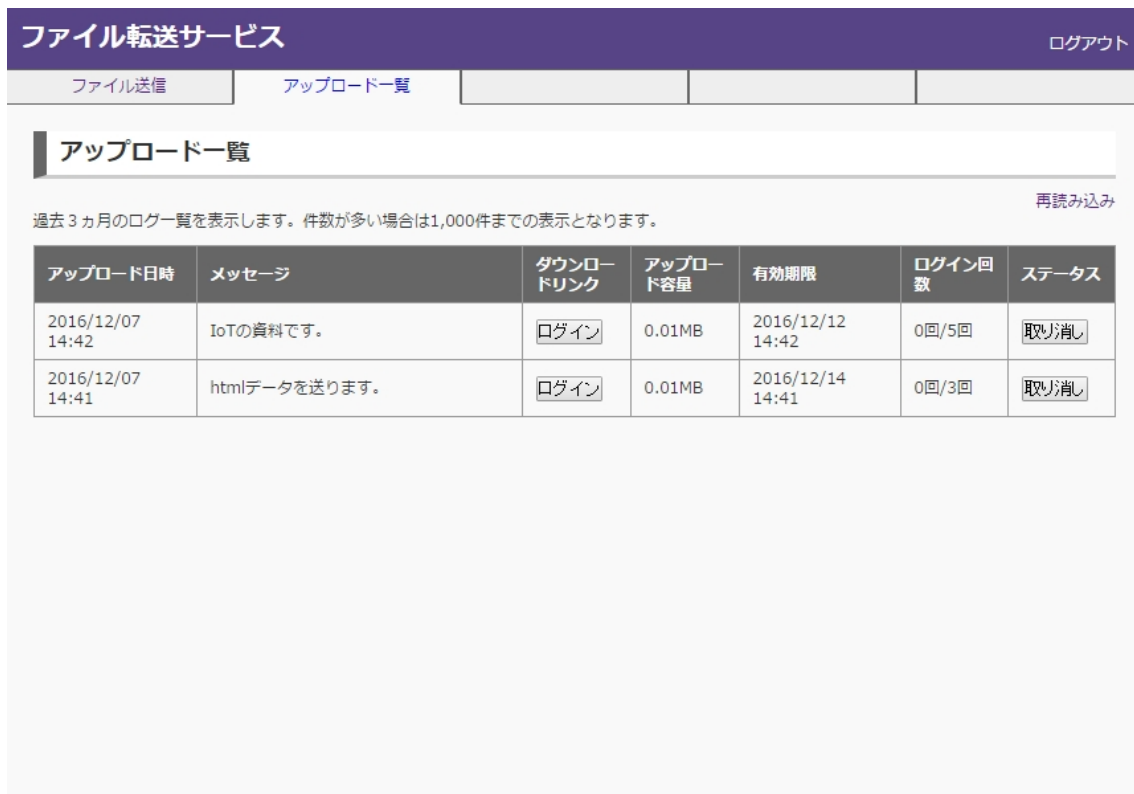 ファイル転送サービス
ログアウト
ファイル送信
アップロード一覧
アップロード一覧
再読み込み
過去３ヵ月のログ一覧を表示します。件数が多い場合は1,000件までの表示となります。
アップロード日時
メッセージ
ダウンロー
ドリンク
アップロー
ド容量
有効期限
ログイン回
数
ステータス
2016/12/07
14:42
IoTの資料です。
ログイン
0.01MB
2016/12/12
14:42
0回/5回
取り消し
2016/12/07
14:41
htmlデータを送ります。
ログイン
0.01MB
2016/12/14
14:41
0回/3回
取り消し